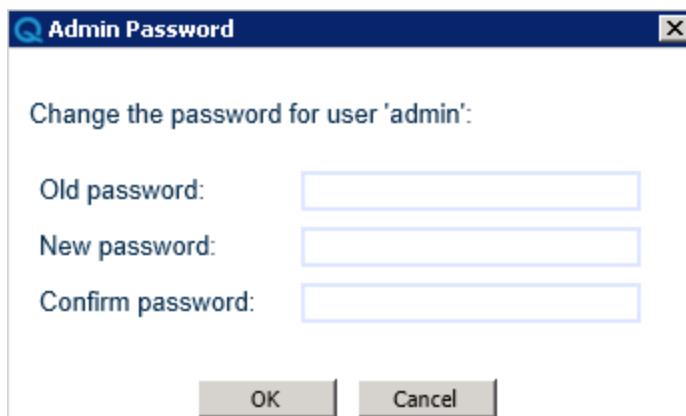 Admin Password
Change the password for user 'admin':
Old password:
New password:
Confirm password:
OK Cancel